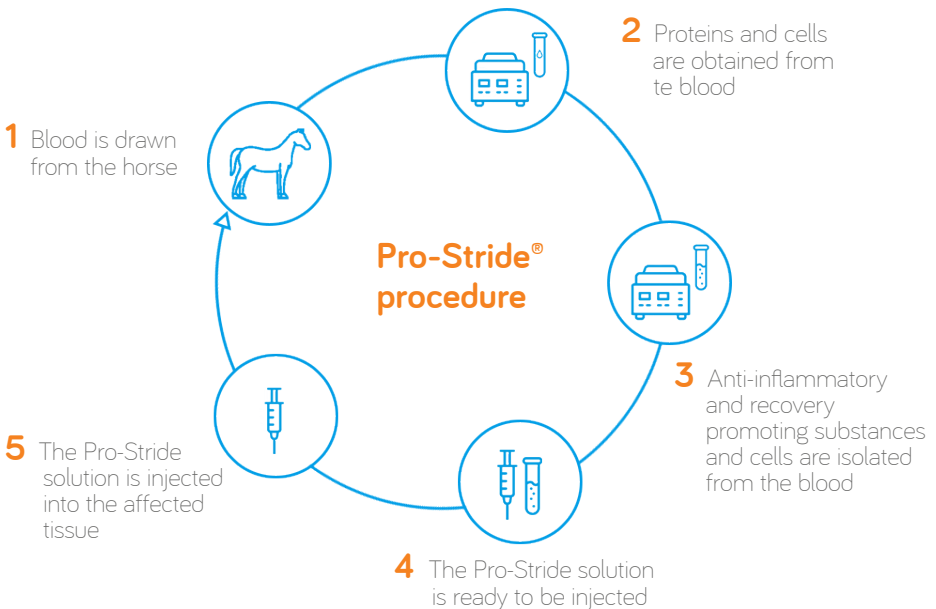 Pro-Stride®
procedure
1 Blood is drawn
from the horse
2 Proteins and cells
are obtained from
te blood
3 Anti-inflammatory
and recovery
promoting substances
and cells are isolated
from the blood
4 The Pro-Stride solution
is ready to be injected
5 The Pro-Stride
solution is injected
into the affected
tissue